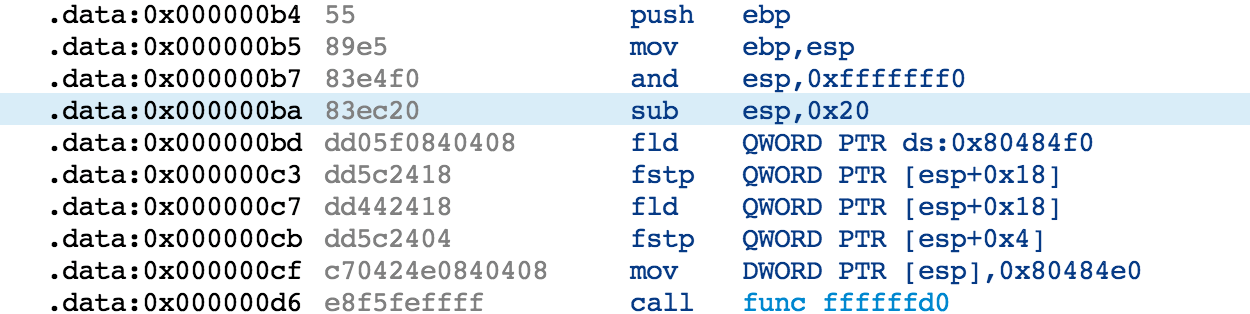 .data:0x000000b4 55 push ebp
.data:0x000000b5 89e5 mov ebp,esp
.data:0x000000b7 83e4f0 and esp,0xfffffff0
.data:0x000000ba 83ec20 sub esp,0x20
.data:0x000000bd dd05f0840408 fld QWORD PTR ds:0x80484f0
.data:0x000000c3 dd5c2418 fstp QWORD PTR [esp+0x18]
.data:0x000000c7 dd442418 fld QWORD PTR [esp+0x18]
.data:0x000000cb dd5c2404 fstp QWORD PTR [esp+0x4]
.data:0x000000cf c70424e0840408 mov DWORD PTR [esp],0x80484e0
.data:0x000000d6 e8f5feffff call func ffffffd0